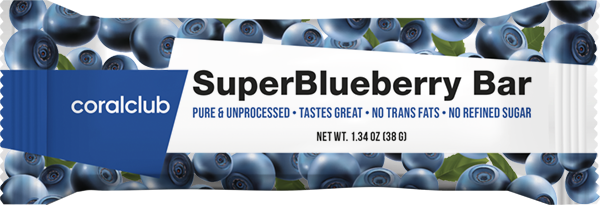 SuperBlueberry Bar
coralclub
PURE & UNPROCESSED • TASTES GREAT • NO TRANS FATS • NO REFINED SUGAR
NET WT. 1.34 OZ (38 G)